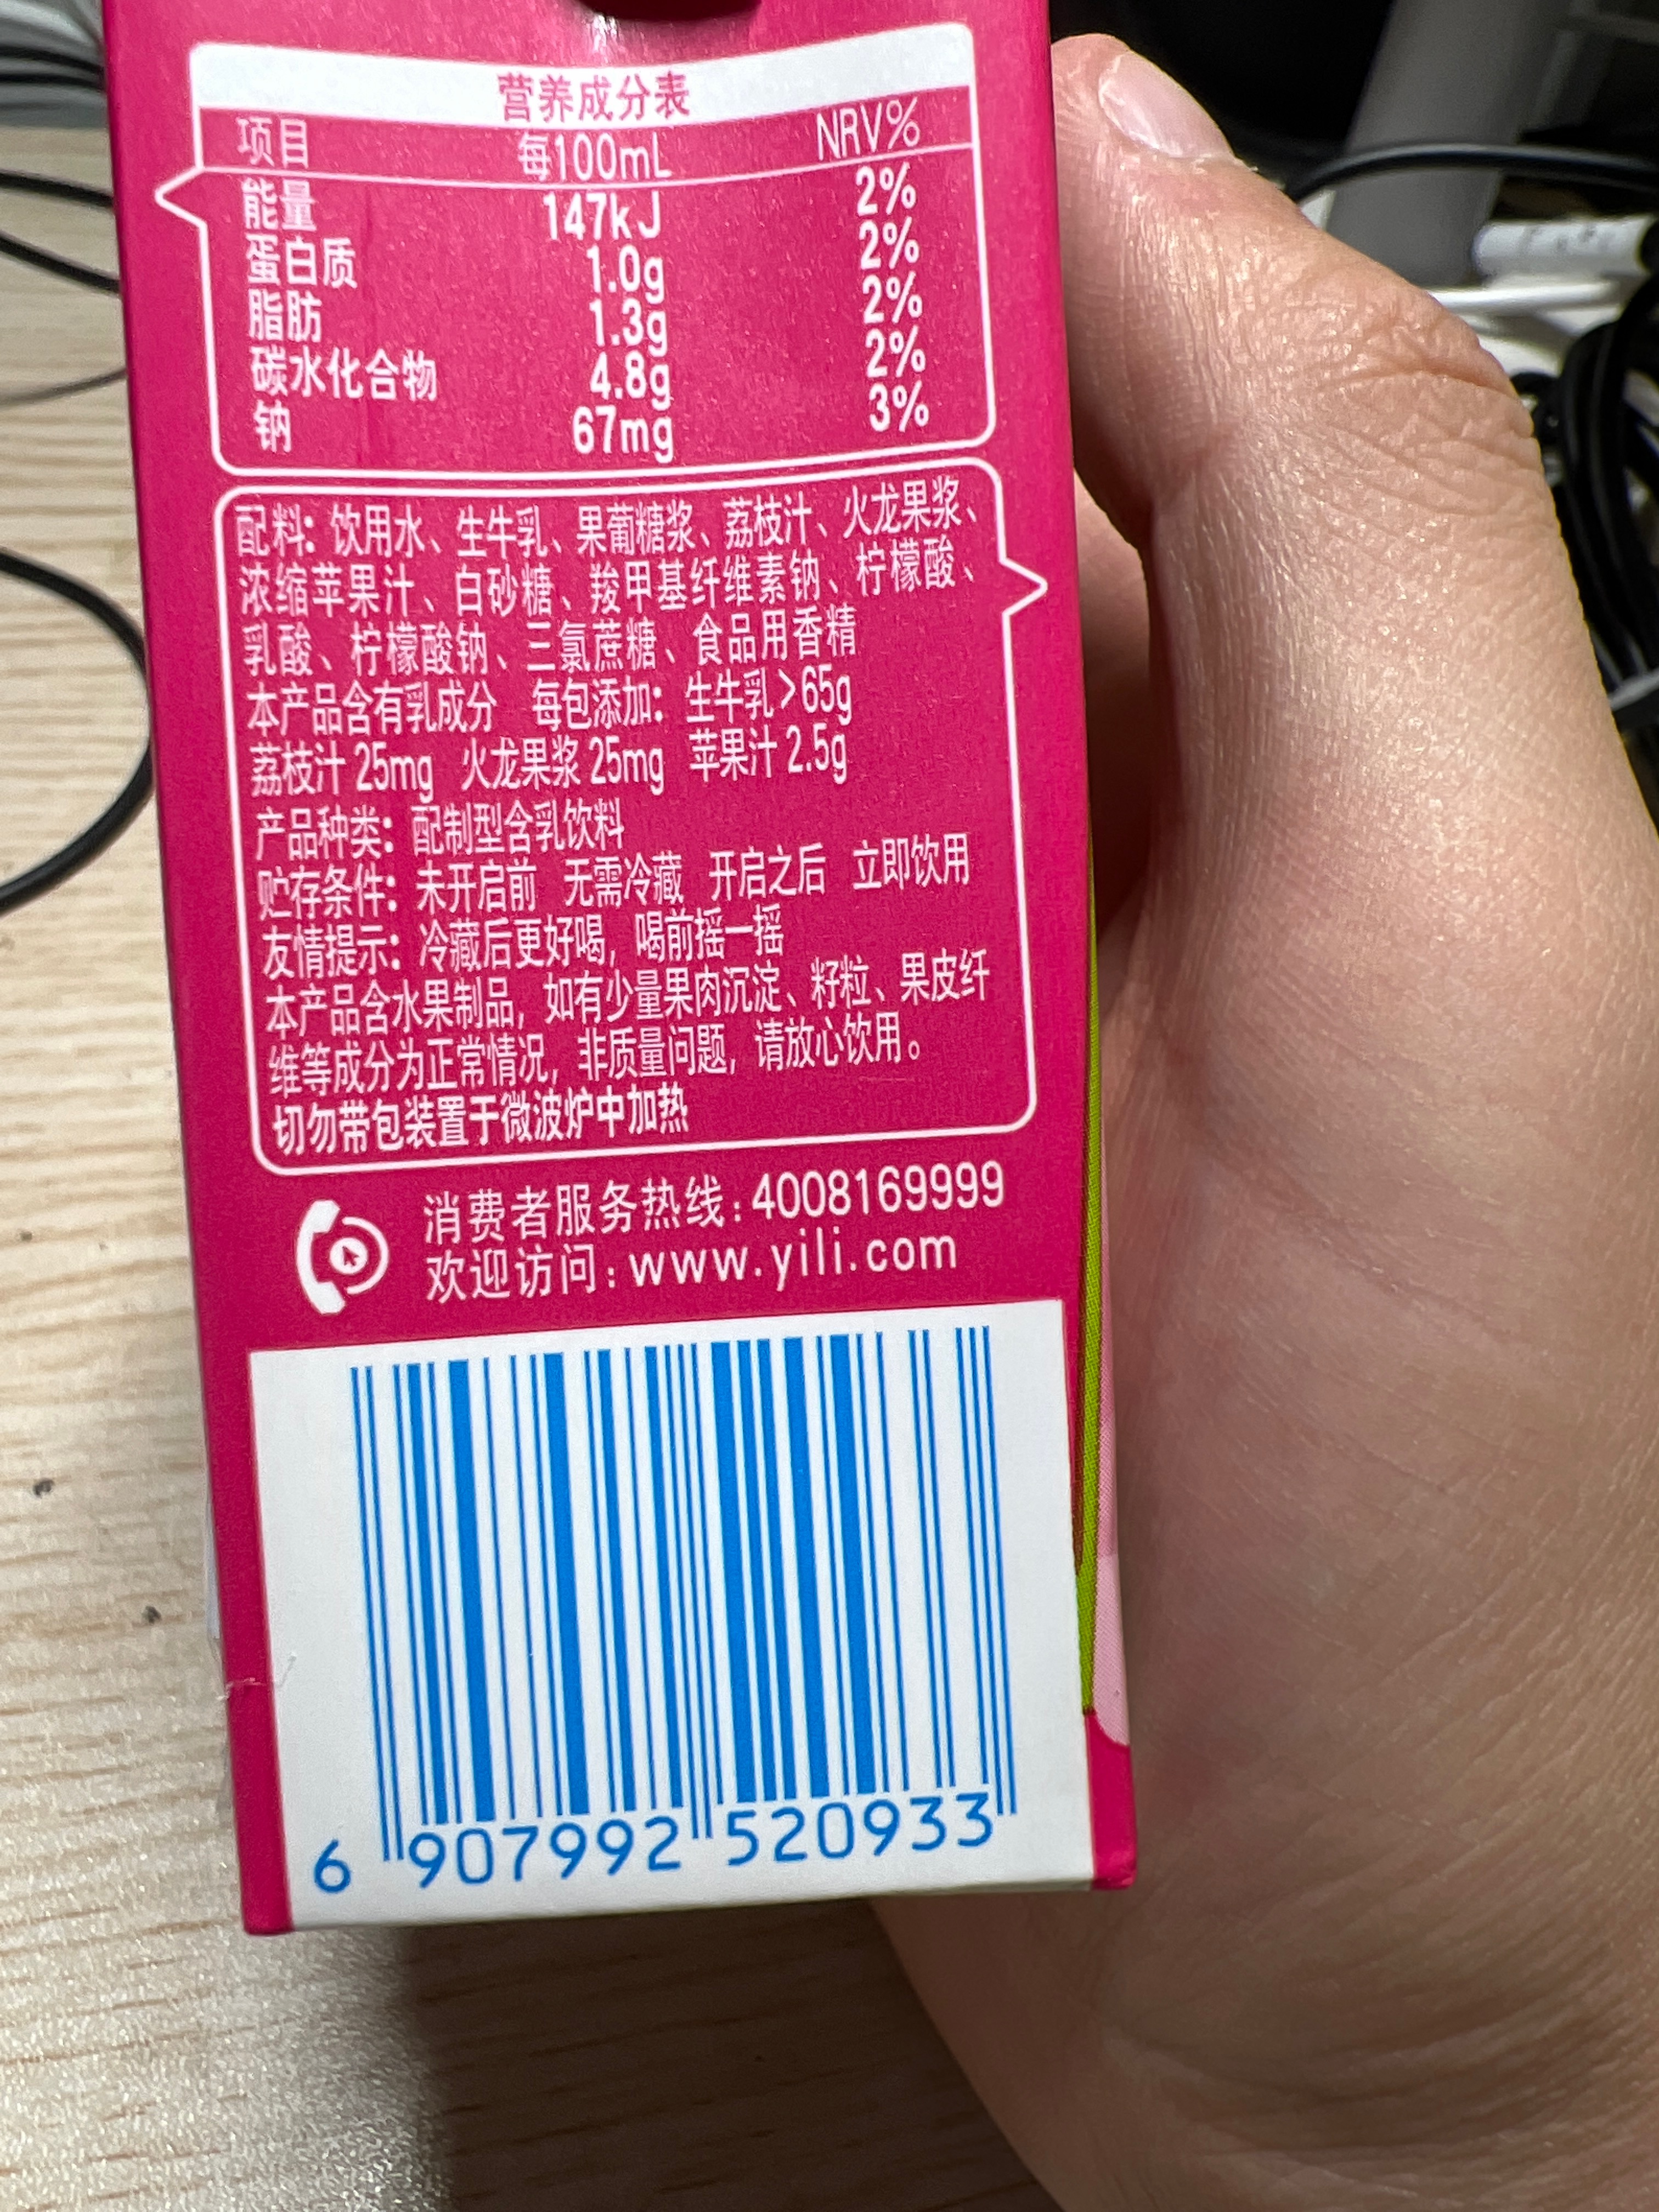 营养成分表
项目 每100mL NRV%
能量 147kJ 2%
蛋白质 1.0g 2%
脂肪 1.3g 2%
碳水化合物 4.8g 2%
钠 67mg 3%
配料: 饮用水、生牛乳、果葡糖浆、荔枝汁、火龙果浆、
浓缩苹果汁、白砂糖、羧甲基纤维素钠、柠檬酸、
乳酸、柠檬酸钠、三氯蔗糖、食品用香精
本产品含有乳成分 每包添加: 生牛乳>65g
荔枝汁25mg 火龙果浆25mg 苹果汁2.5g
产品种类: 配制型含乳饮料
贮存条件: 未开启前 无需冷藏 开启之后 立即饮用
友情提示: 冷藏后更好喝, 喝前摇一摇
本产品含水果制品, 如有少量果肉沉淀、籽粒、果皮纤
维等成分为正常情况, 非质量问题, 请放心饮用。
切勿带包装置于微波炉中加热
消费者服务热线:4008169999
欢迎访问:www.yili.com
6 907992 520933